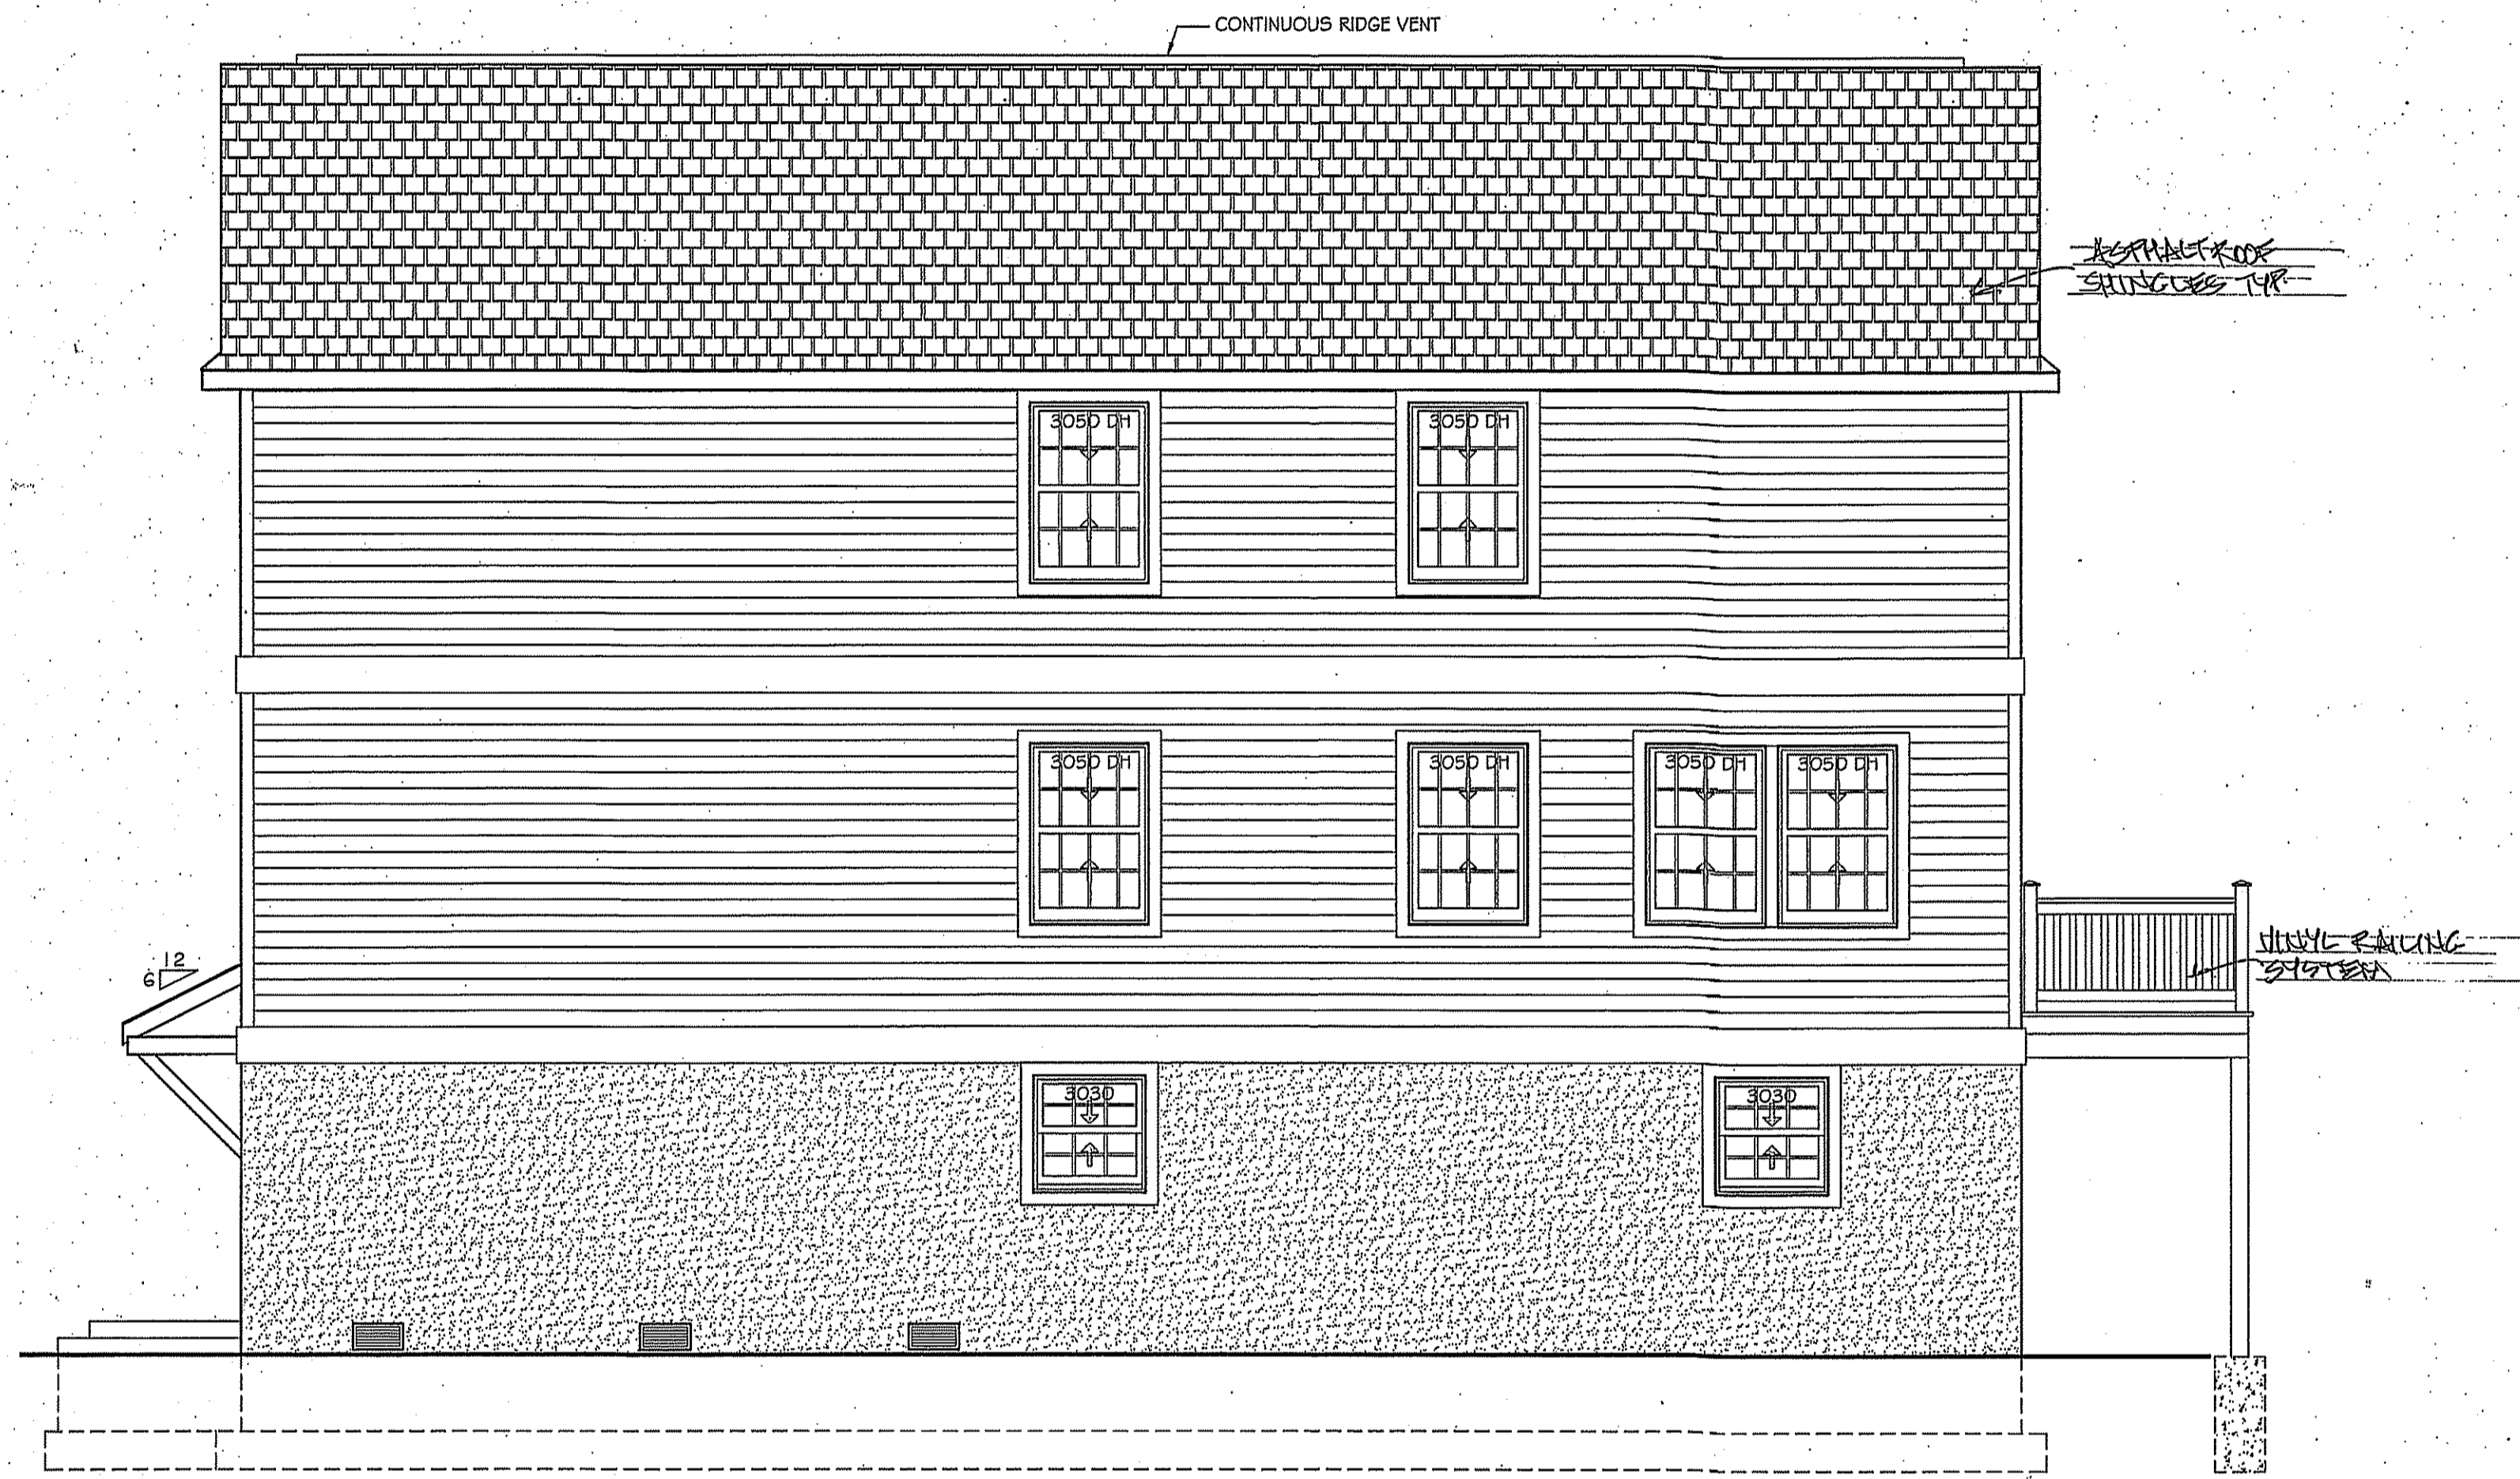 CONTINUOUS RIDGE VENT
ASPHALT ROOF
SHINGLES TYP.
3050 DH
3050 DH
3050 DH
3050 DH
3050 DH
3050 DH
12
6
VINYL RAILING
SYSTEM
3030
3030